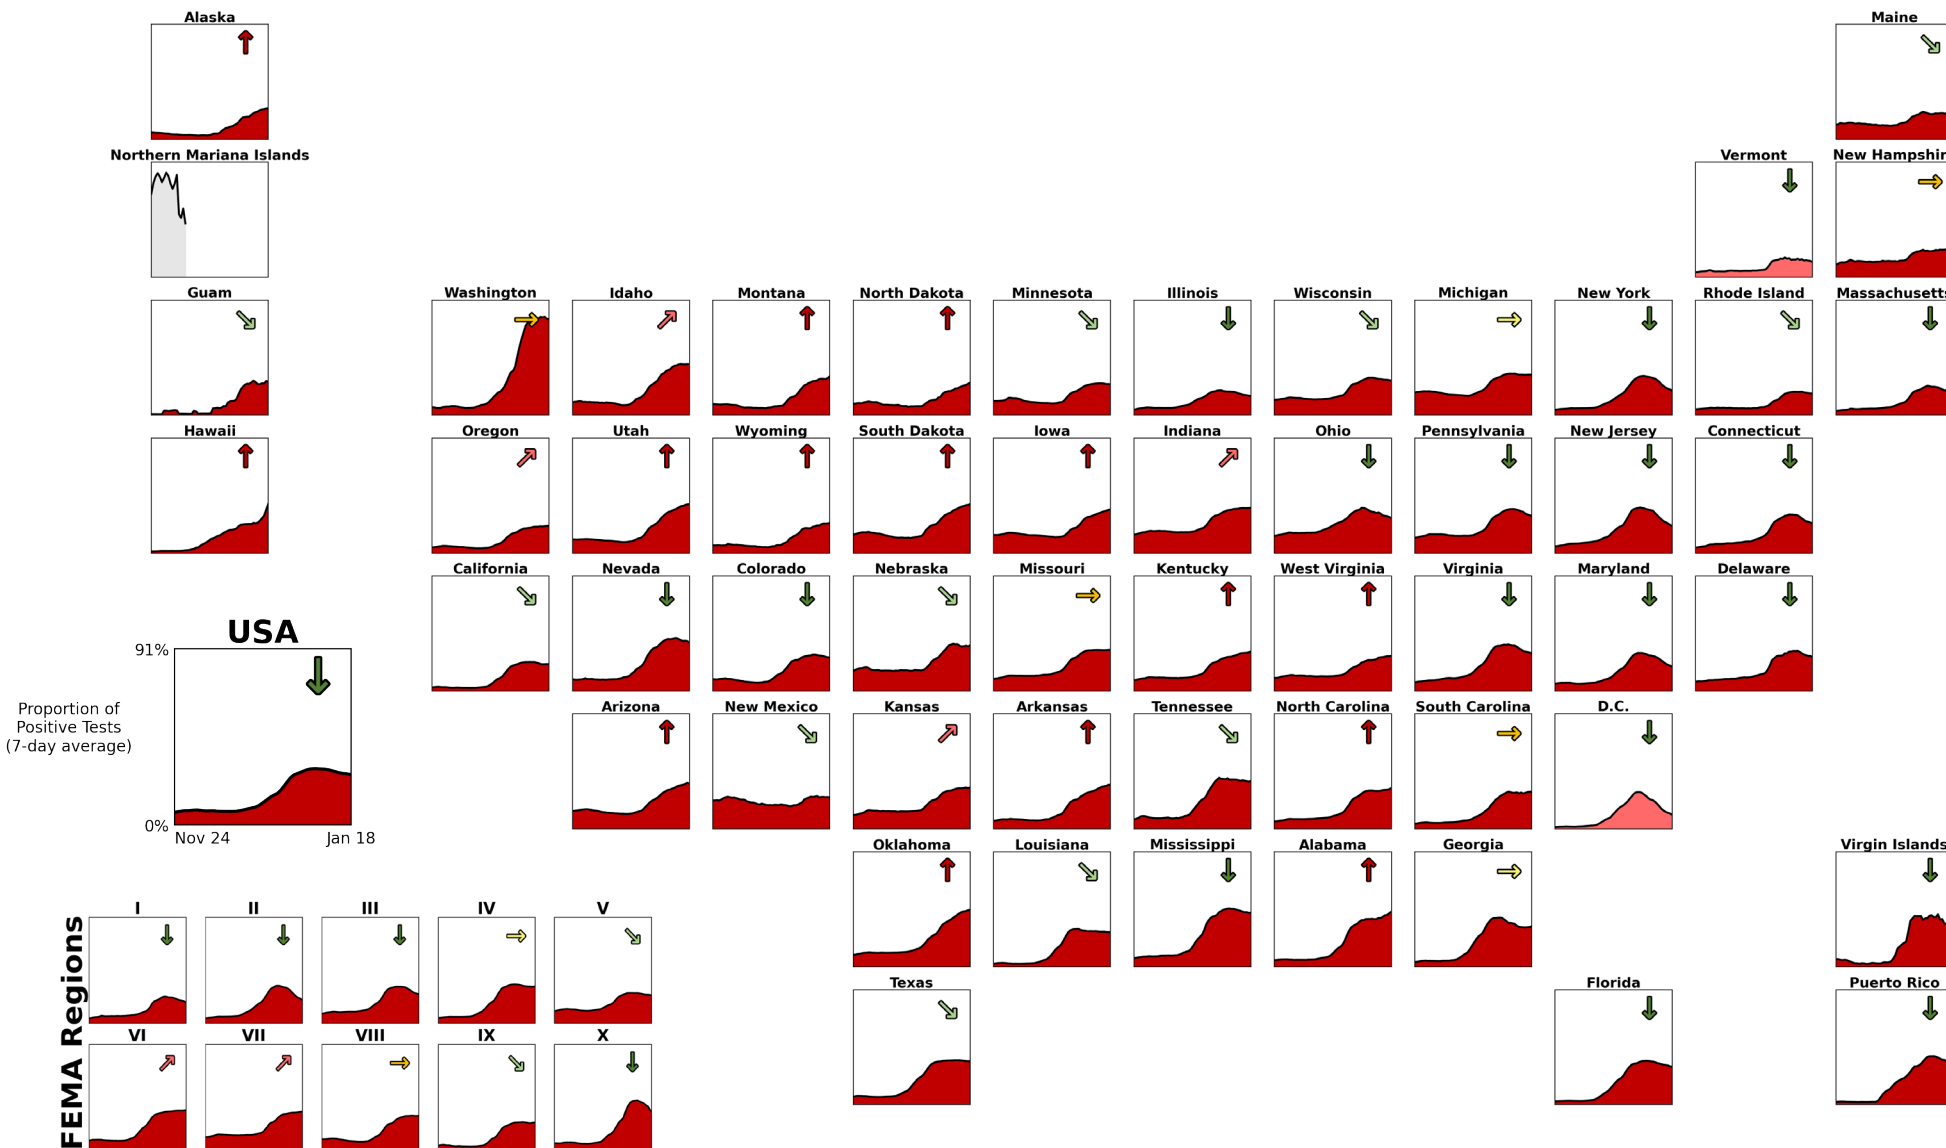 Alaska
Maine
Northern Mariana Islands
Vermont
New Hampshir
Guam
Washington
Idaho
Montana
North Dakota
Minnesota
Illinois
Wisconsin
Michigan
New York
Rhode Island
Massachusetts
Hawaii
Oregon
Utah
Wyoming
South Dakota
Iowa
Indiana
Ohio
Pennsylvania
New Jersey
Connecticut
California
Nevada
Colorado
Nebraska
Missouri
Kentucky
West Virginia
Virginia
Maryland
Delaware
USA
91%
Proportion of
Positive Tests
(7-day average)
0%
Nov 24
Jan 18
Arizona
New Mexico
Kansas
Arkansas
Tennessee
North Carolina
South Carolina
D.C.
Oklahoma
Louisiana
Mississippi
Alabama
Georgia
Virgin Islands
Texas
Florida
Puerto Rico
FEMA Regions
I
II
III
IV
V
VI
VII
VIII
IX
X